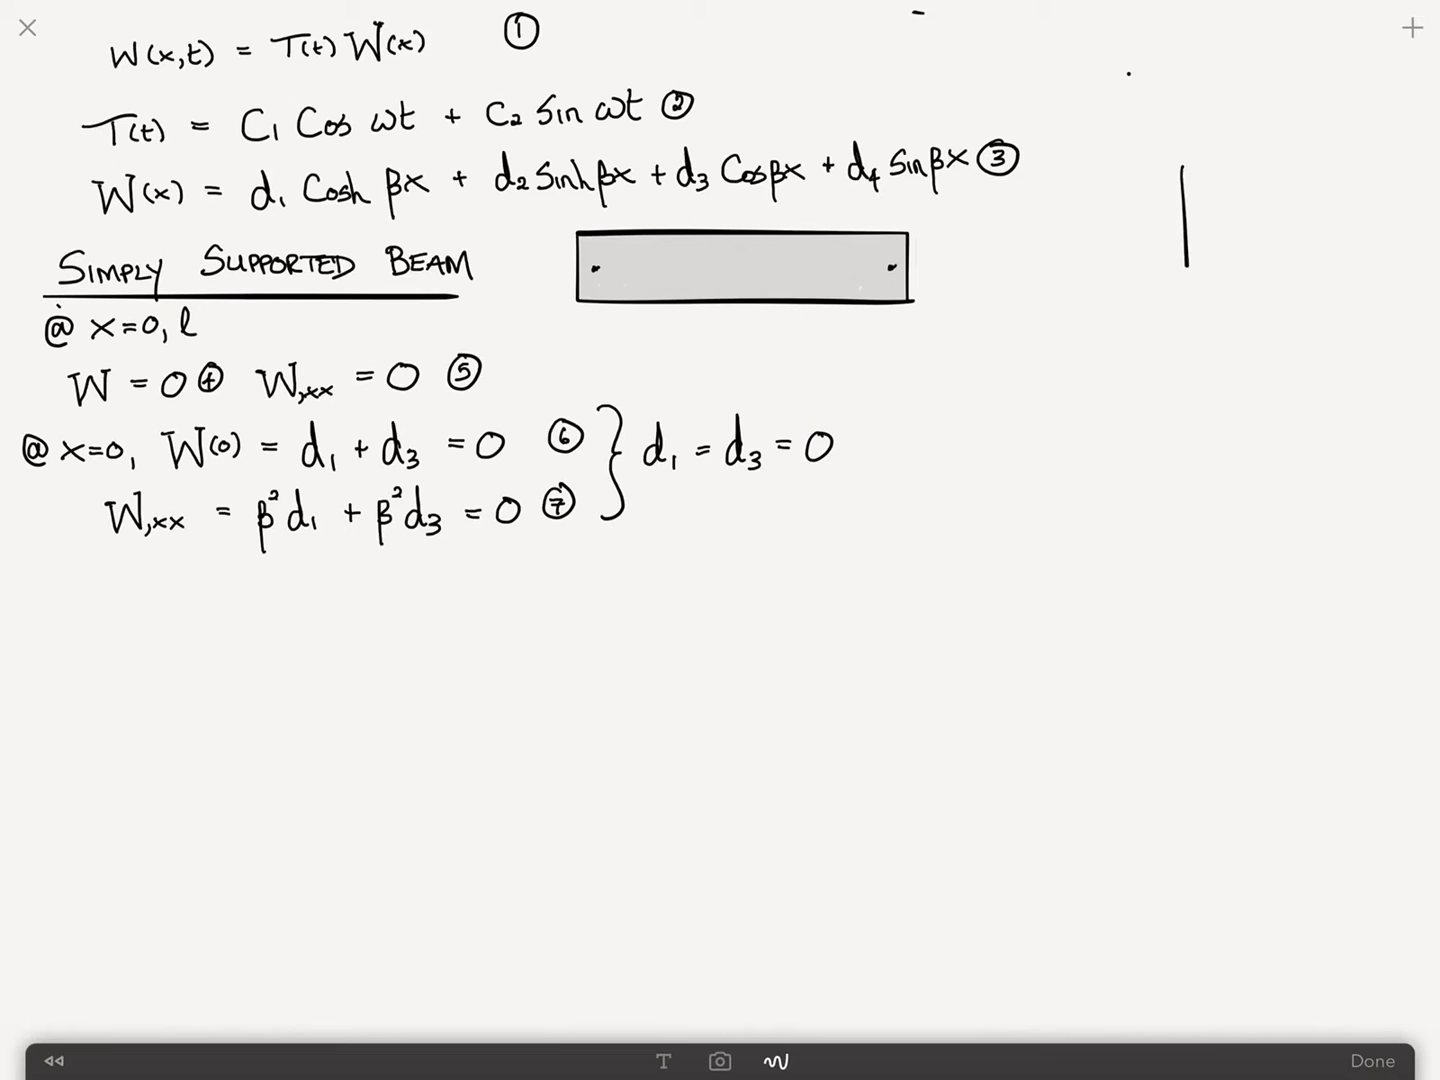 W(x,t) = T(t) W(x) ①
T(t) = C₁ Cos ωt + C₂ Sin ωt ②
W(x) = d₁ Cosh βx + d₂ Sinh βx + d₃ Cos βx + d₄ Sin βx ③
SIMPLY SUPPORTED BEAM
@ x=0, l
W = 0 ④ W,xx = 0 ⑤
@ x=0, W(0) = d₁ + d₃ = 0 ⑥ } d₁ = d₃ = 0
W,xx = β²d₁ + β²d₃ = 0 ⑦
T
Done